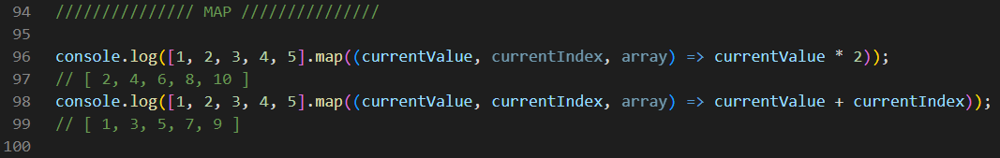 94 /////////////// MAP ///////////////
95
96 console.log([1, 2, 3, 4, 5].map((currentValue, currentIndex, array) => currentValue * 2));
97 // [ 2, 4, 6, 8, 10 ]
98 console.log([1, 2, 3, 4, 5].map((currentValue, currentIndex, array) => currentValue + currentIndex));
99 // [ 1, 3, 5, 7, 9 ]
100